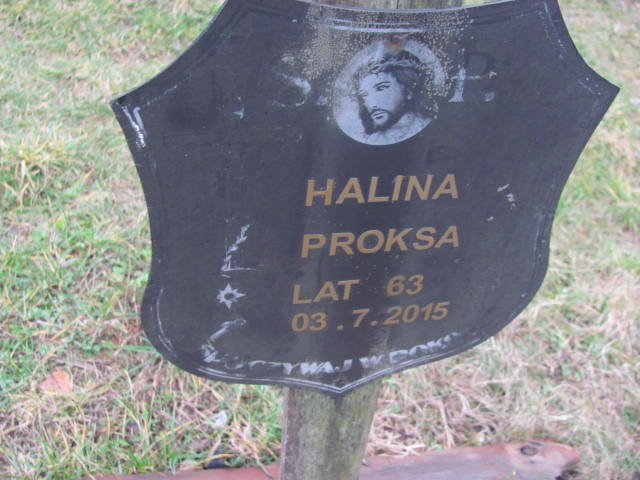 S. P.
HALINA
PROKSA
LAT 63
03.7.2015
W